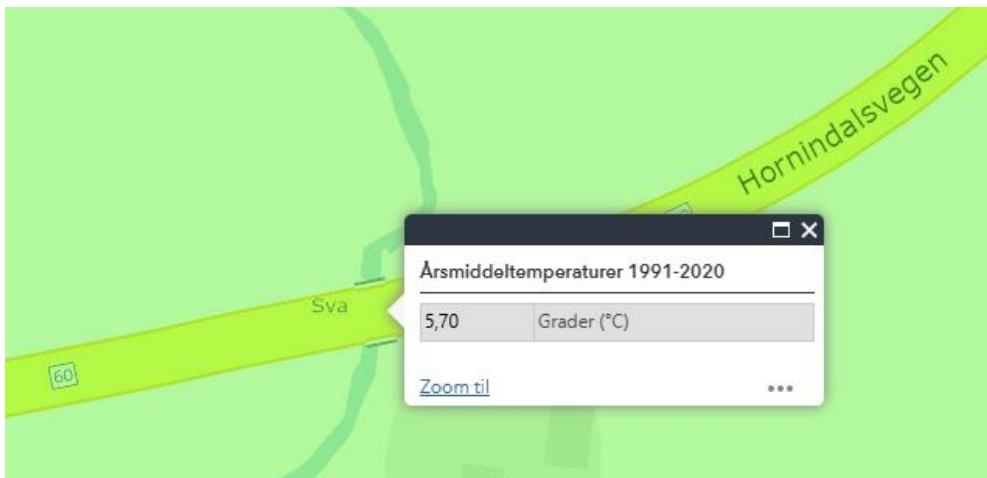 Hornindalsvegen
Årsmiddeltemperaturer 1991-2020
Sva
5,70 Grader (°C)
60
Zoom til